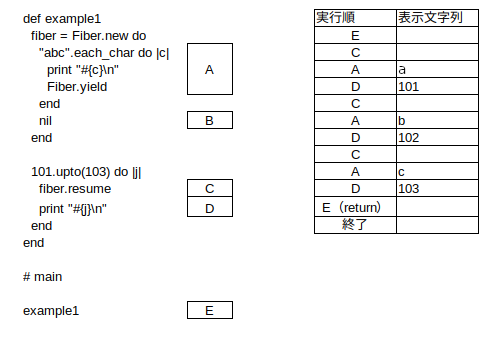 def example1
fiber = Fiber.new do
"abc".each_char do |c|
print "#{c}\n"
Fiber.yield
end
nil
end
101.upto(103) do |j|
fiber.resume
print "#{j}\n"
end
end
# main
example1
A
B
C
D
E
実行順 表示文字列
E
C
A a
D 101
C
A b
D 102
C
A c
D 103
E（return）
終了